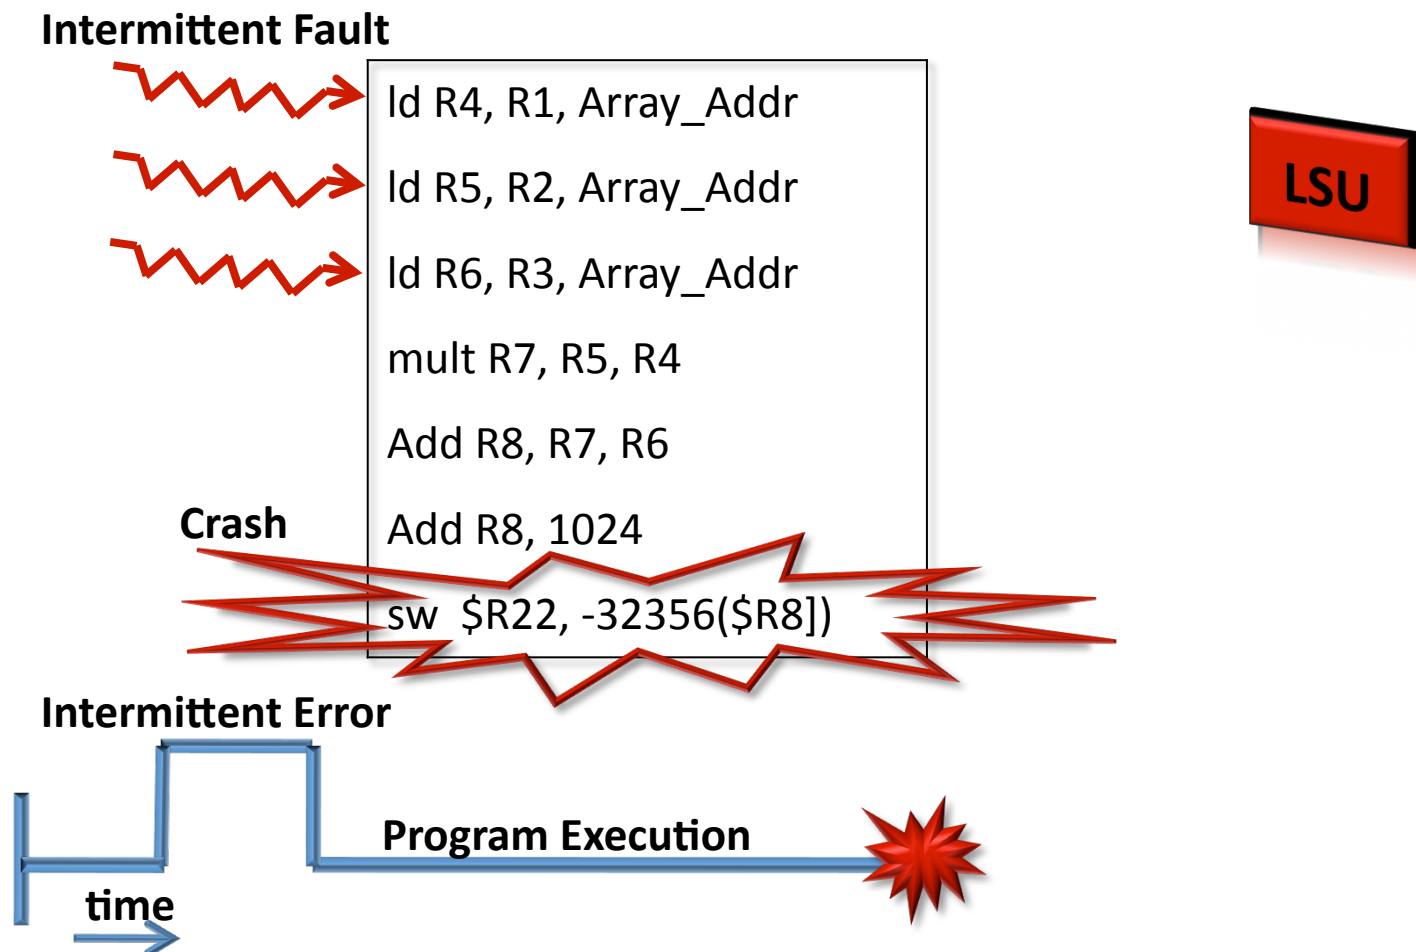 Intermittent Fault
ld R4, R1, Array_Addr
LSU
ld R5, R2, Array_Addr
ld R6, R3, Array_Addr
mult R7, R5, R4
Add R8, R7, R6
Crash
Add R8, 1024
sw $R22, -32356($R8])
Intermittent Error
Program Execution
time